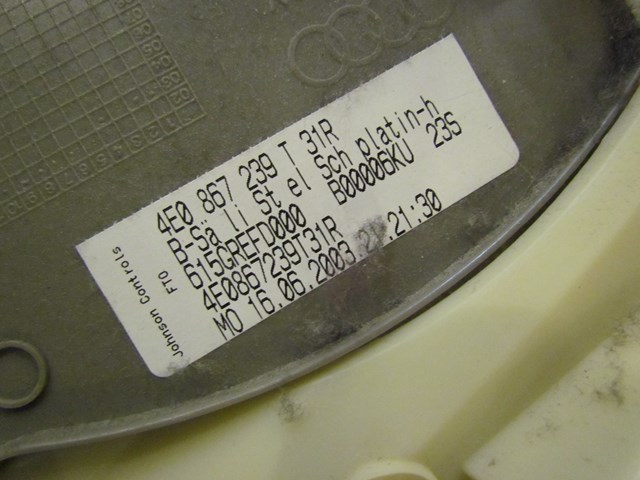 Johnson Controls FTO
4E0 867 239 T 31R
B-Sä li St el Sch platin-h
615GREFD000 B00006KU 23S
4E0867239T31R
MO 16.06.2003 21:30